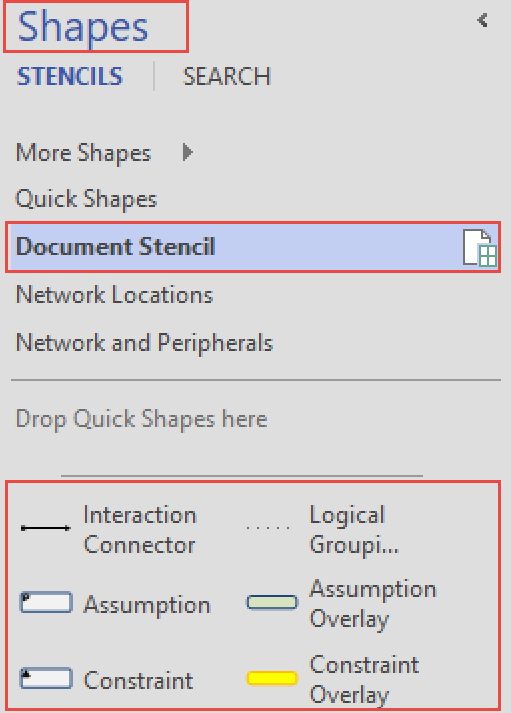 Shapes
STENCILS SEARCH
More Shapes
Quick Shapes
Document Stencil
Network Locations
Network and Peripherals
Drop Quick Shapes here
Interaction
Connector
Logical
Groupi...
Assumption
Assumption
Overlay
Constraint
Constraint
Overlay